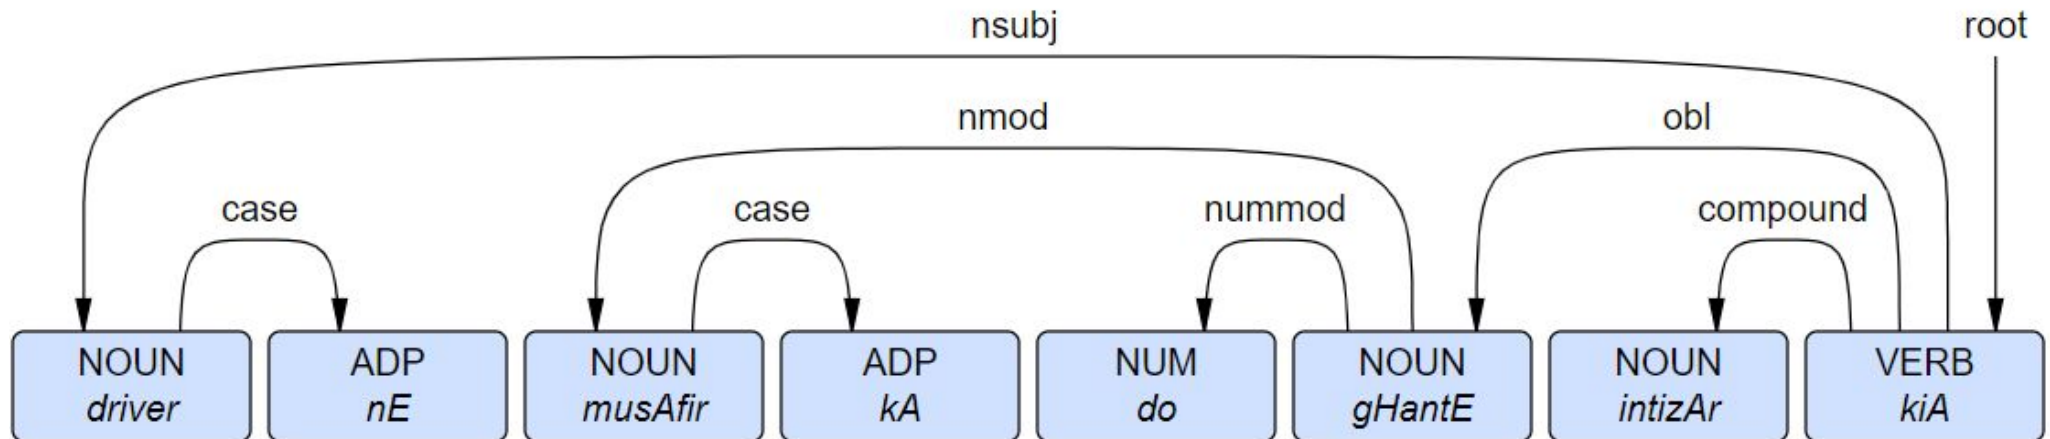 nsubj root
nmod obl
case case nummod compound
NOUN ADP NOUN ADP NUM NOUN NOUN VERB
driver nE musAfir kA do gHantE intizAr kiA